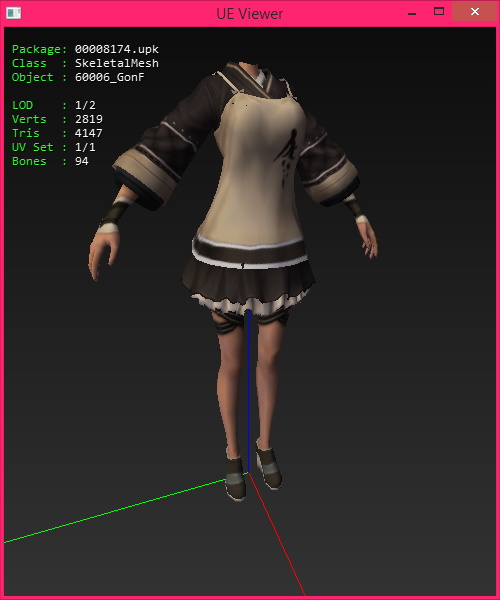 UE Viewer
Package: 00008174.upk
Class : SkeletalMesh
Object : 60006_GonF
LOD : 1/2
Verts : 2819
Tris : 4147
UV Set : 1/1
Bones : 94